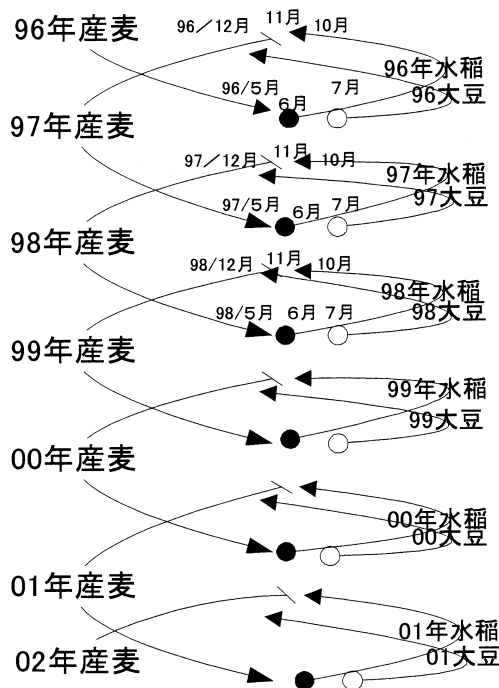 96年産麦
96／12月
11月
10月
96年水稲
96/5月
7月
96大豆
6月
97年産麦
97／12月
11月
10月
97年水稲
97大豆
97/5月
6月
7月
98年産麦
98/12月
11月
10月
98年水稲
98大豆
98/5月
6月
7月
99年産麦
99年水稲
99大豆
00年産麦
00年水稲
00大豆
01年産麦
01年水稲
01大豆
02年産麦